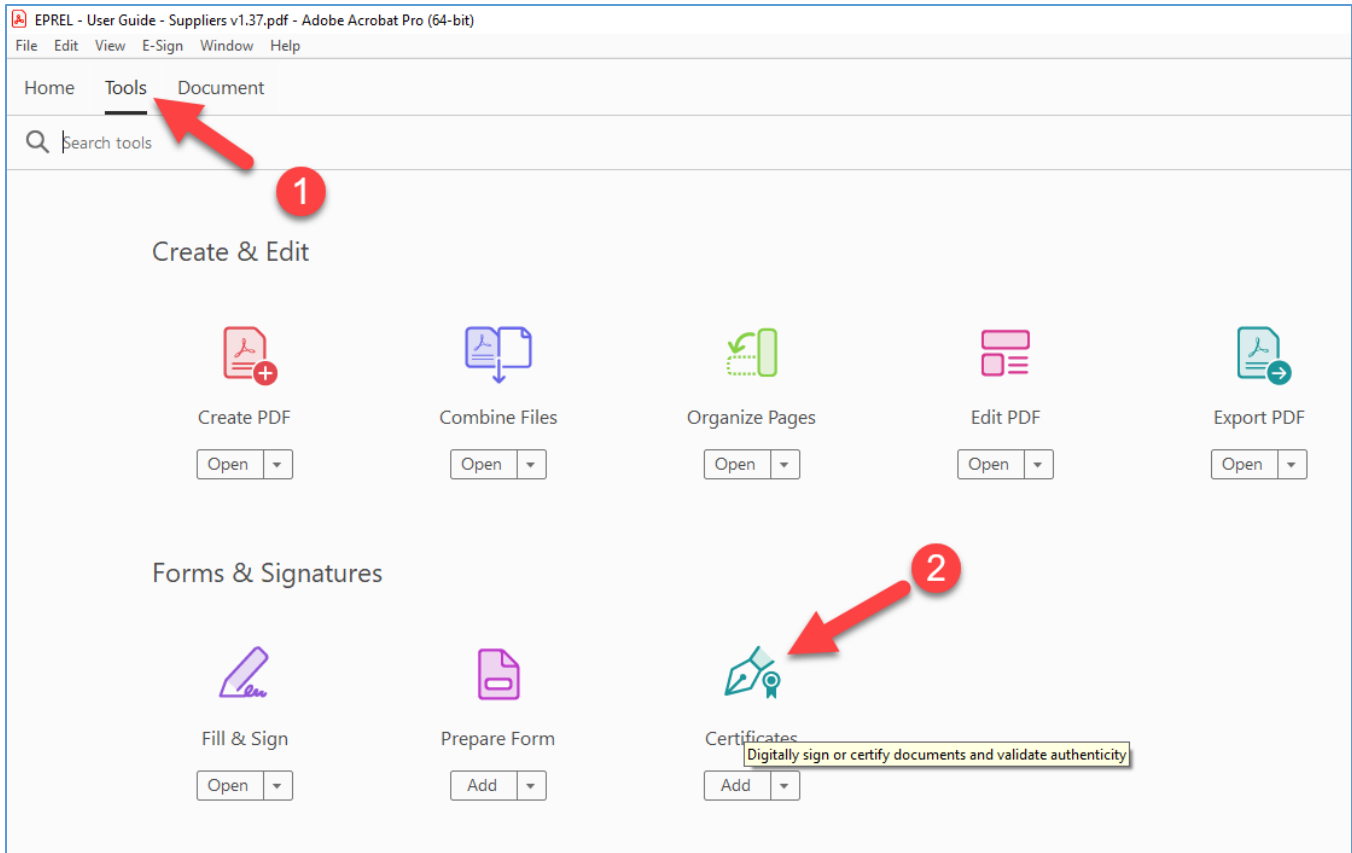 EPREL - User Guide - Suppliers v1.37.pdf - Adobe Acrobat Pro (64-bit)
File Edit View E-Sign Window Help
Home Tools Document
Search tools
1
Create & Edit
Create PDF Combine Files Organize Pages Edit PDF Export PDF
Open Open Open Open Open
Forms & Signatures
2
Fill & Sign Prepare Form Certificates
Digitally sign or certify documents and validate authenticity
Open Add Add